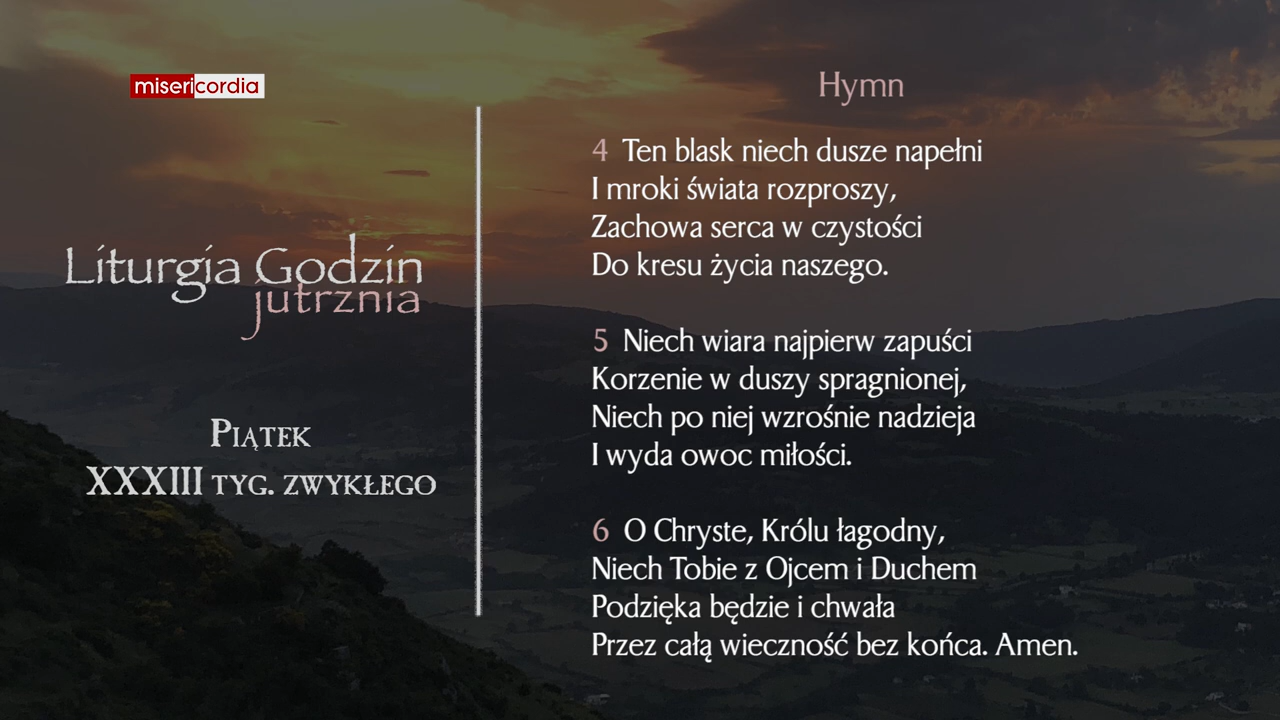 misericordia
Liturgia Godzin
jutrznia
Piątek
XXXIII tyg. zwykłego
Hymn
4 Ten blask niech dusze napełni
I mroki świata rozproszy,
Zachowa serca w czystości
Do kresu życia naszego.
5 Niech wiara najpierw zapuści
Korzenie w duszy spragnionej,
Niech po niej wzrośnie nadzieja
I wyda owoc miłości.
6 O Chryste, Królu łagodny,
Niech Tobie z Ojcem i Duchem
Podzięka będzie i chwała
Przez całą wieczność bez końca. Amen.